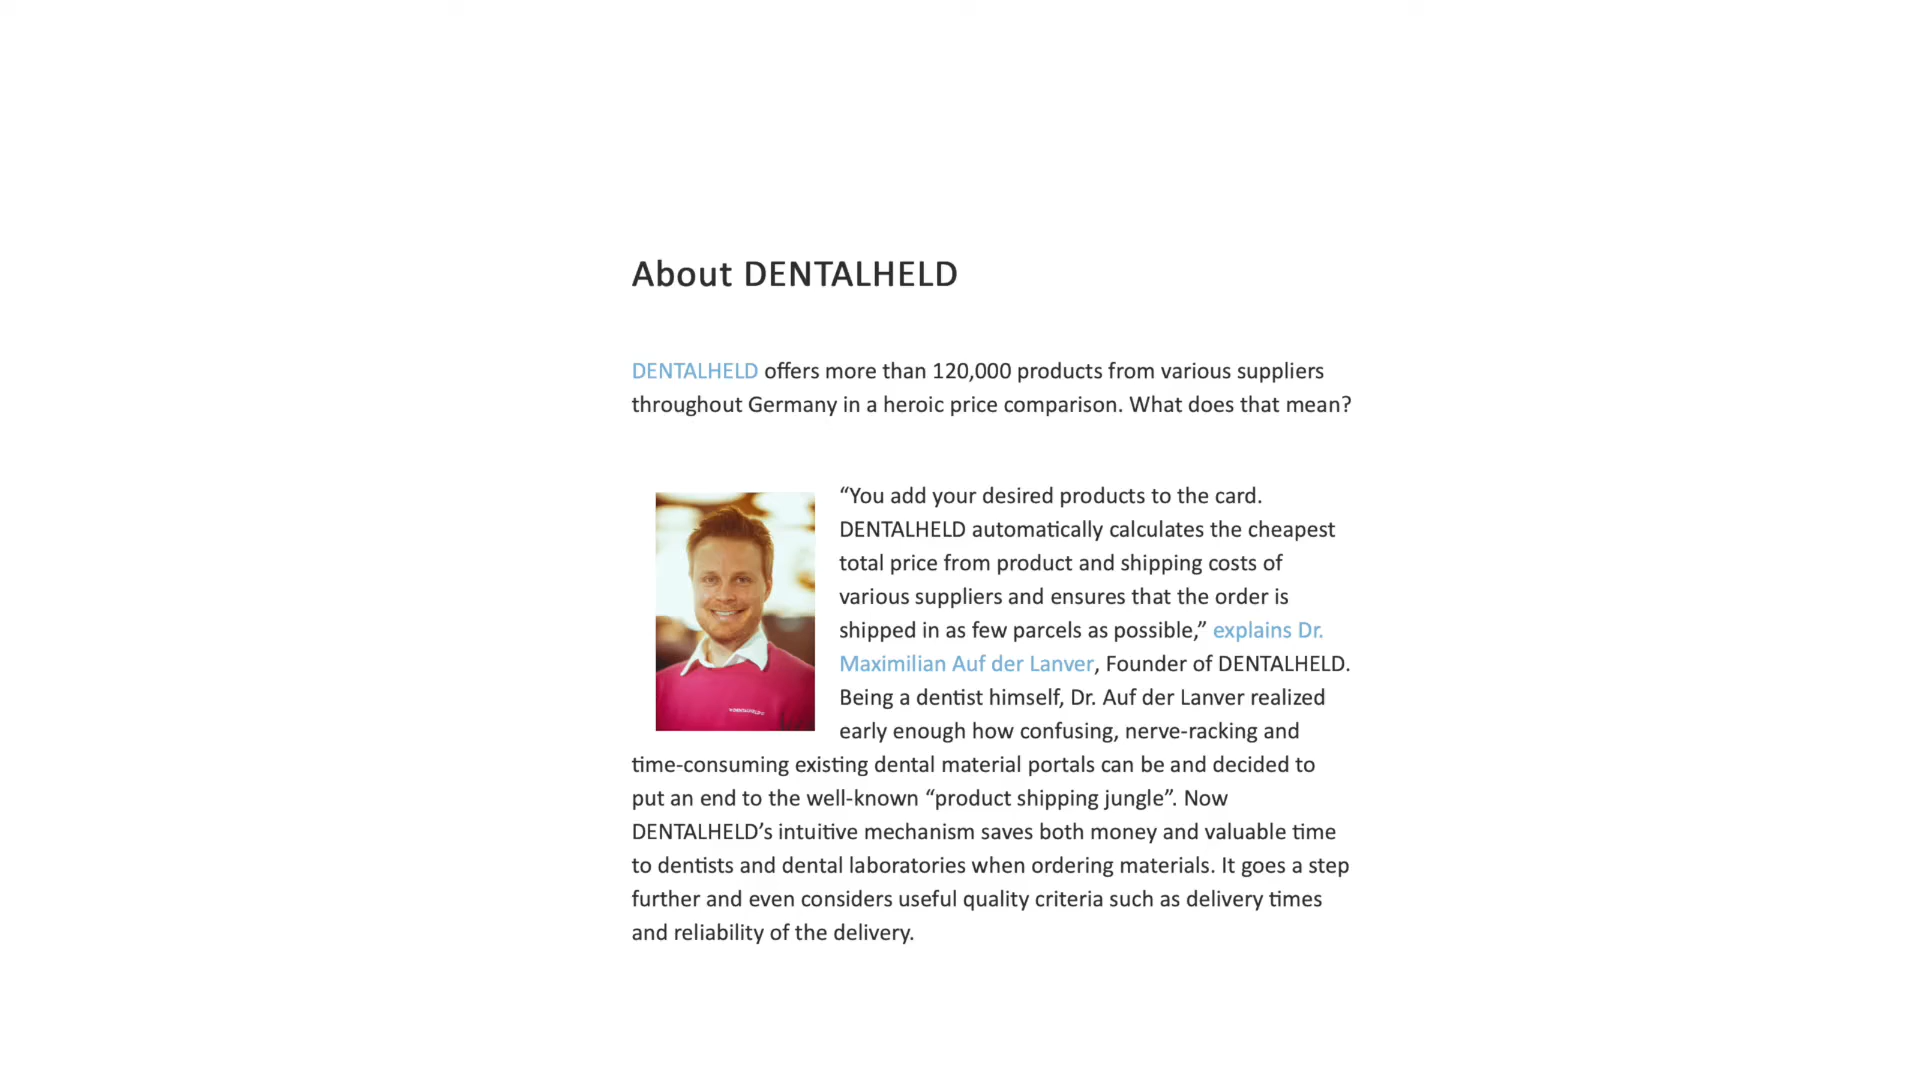 About DENTALHELD
DENTALHELD offers more than 120,000 products from various suppliers
throughout Germany in a heroic price comparison. What does that mean?
“You add your desired products to the card.
DENTALHELD automatically calculates the cheapest
total price from product and shipping costs of
various suppliers and ensures that the order is
shipped in as few parcels as possible,” explains Dr.
Maximilian Auf der Lanver, Founder of DENTALHELD.
Being a dentist himself, Dr. Auf der Lanver realized
early enough how confusing, nerve-racking and
time-consuming existing dental material portals can be and decided to
put an end to the well-known “product shipping jungle”. Now
DENTALHELD’s intuitive mechanism saves both money and valuable time
to dentists and dental laboratories when ordering materials. It goes a step
further and even considers useful quality criteria such as delivery times
and reliability of the delivery.